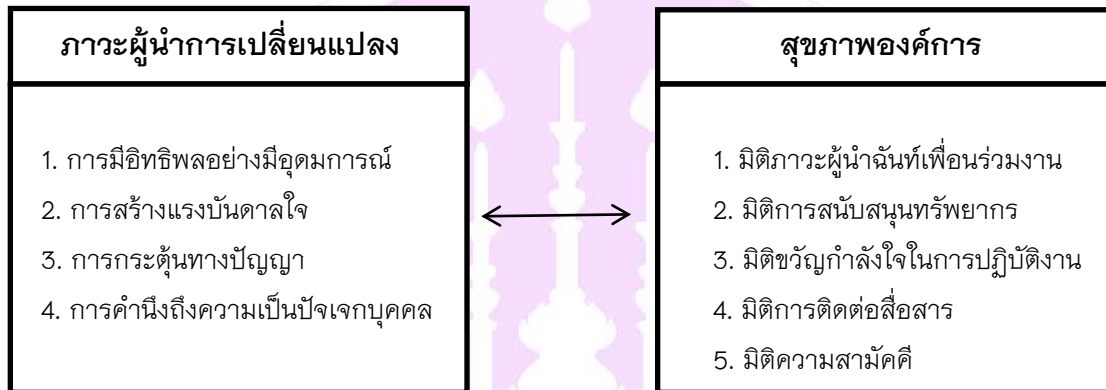 ภาวะผู้นำการเปลี่ยนแปลง
1. การมีอิทธิพลอย่างมีอุดมการณ์
2. การสร้างแรงบันดาลใจ
3. การกระตุ้นทางปัญญา
4. การคำนึงถึงความเป็นปัจเจกบุคคล
สุขภาพองค์การ
1. มิติภาวะผู้นำฉันท์เพื่อนร่วมงาน
2. มิติการสนับสนุนทรัพยากร
3. มิติขวัญกำลังใจในการปฏิบัติงาน
4. มิติการติดต่อสื่อสาร
5. มิติความสามัคคี